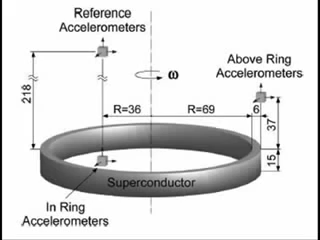 Reference
Accelerometers
Above Ring
Accelerometers
ω
218
R=36
R=69
6
37
15
Superconductor
In Ring
Accelerometers